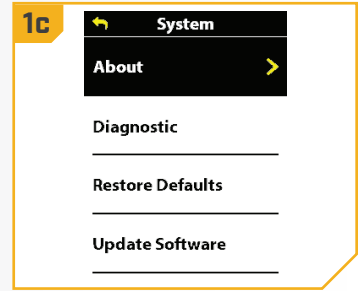 1c
System
About
Diagnostic
Restore Defaults
Update Software